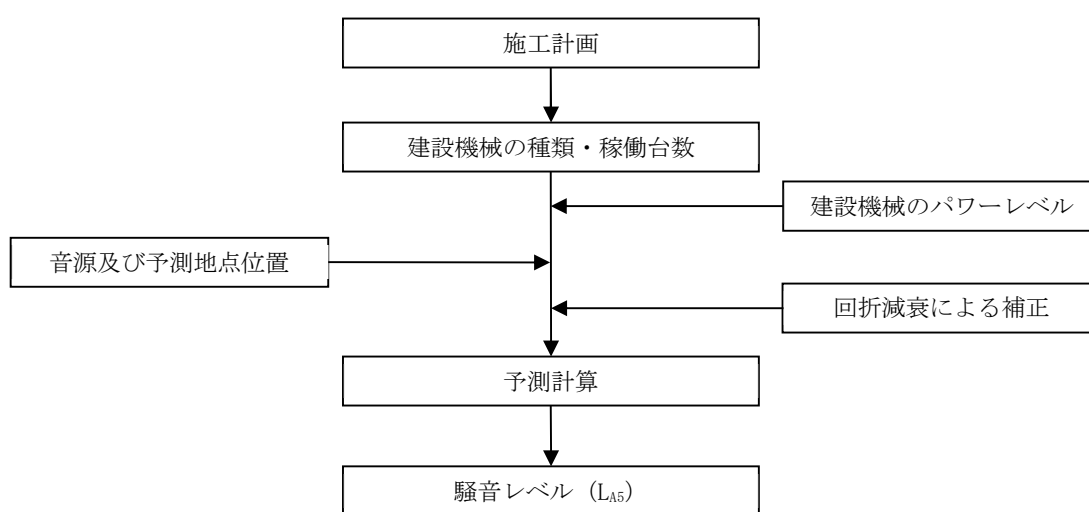 施工計画
建設機械の種類・稼働台数
建設機械のパワーレベル
音源及び予測地点位置
回折減衰による補正
予測計算
騒音レベル（LA5）